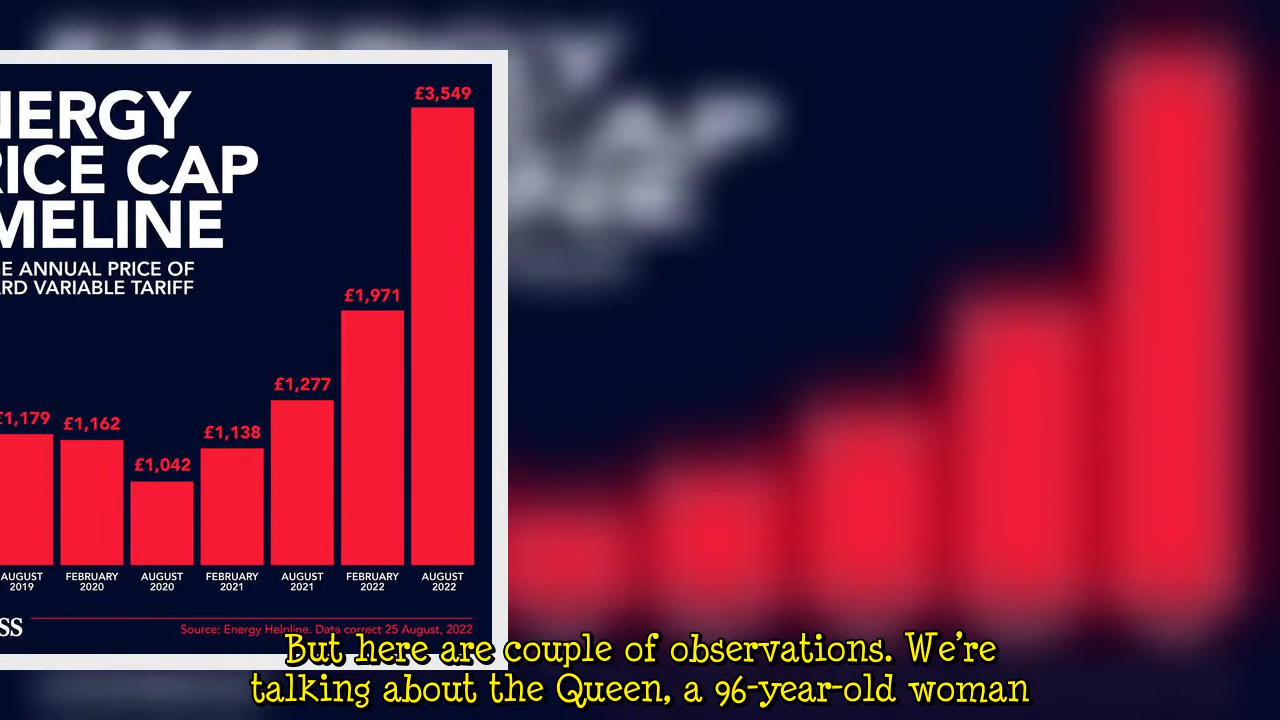 NERGY
RICE CAP
MELINE
E ANNUAL PRICE OF
RD VARIABLE TARIFF
£3,549
£1,971
£1,277
£1,179
£1,162
£1,138
£1,042
AUGUST 2019
FEBRUARY 2020
AUGUST 2020
FEBRUARY 2021
AUGUST 2021
FEBRUARY 2022
AUGUST 2022
SS
Source: Energy Helpline. Data correct 25 August, 2022
But here are couple of observations. We're
talking about the Queen, a 96-year-old woman